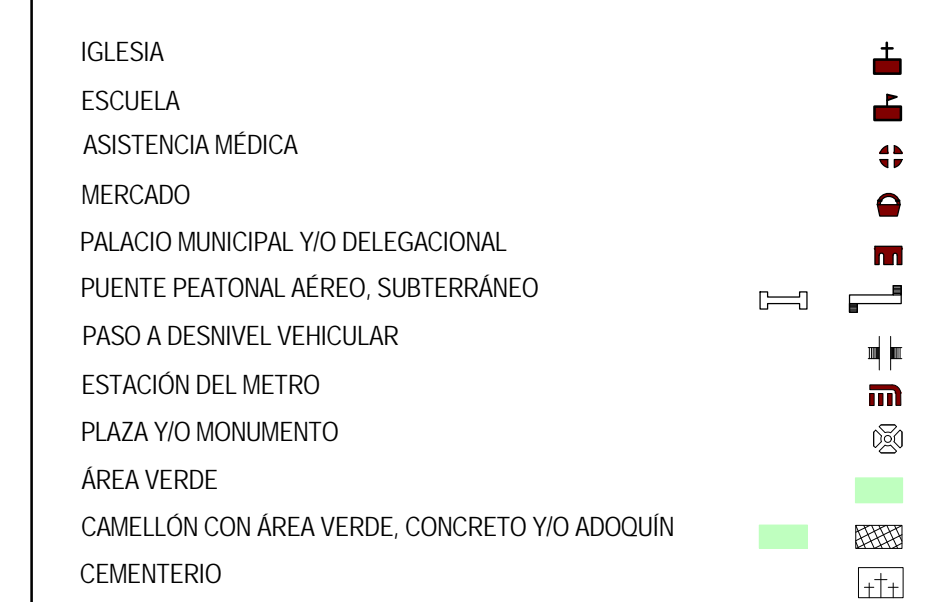 IGLESIA
ESCUELA
ASISTENCIA MÉDICA
MERCADO
PALACIO MUNICIPAL Y/O DELEGACIONAL
PUENTE PEATONAL AÉREO, SUBTERRÁNEO
PASO A DESNIVEL VEHICULAR
ESTACIÓN DEL METRO
PLAZA Y/O MONUMENTO
ÁREA VERDE
CAMELLÓN CON ÁREA VERDE, CONCRETO Y/O ADOQUÍN
CEMENTERIO